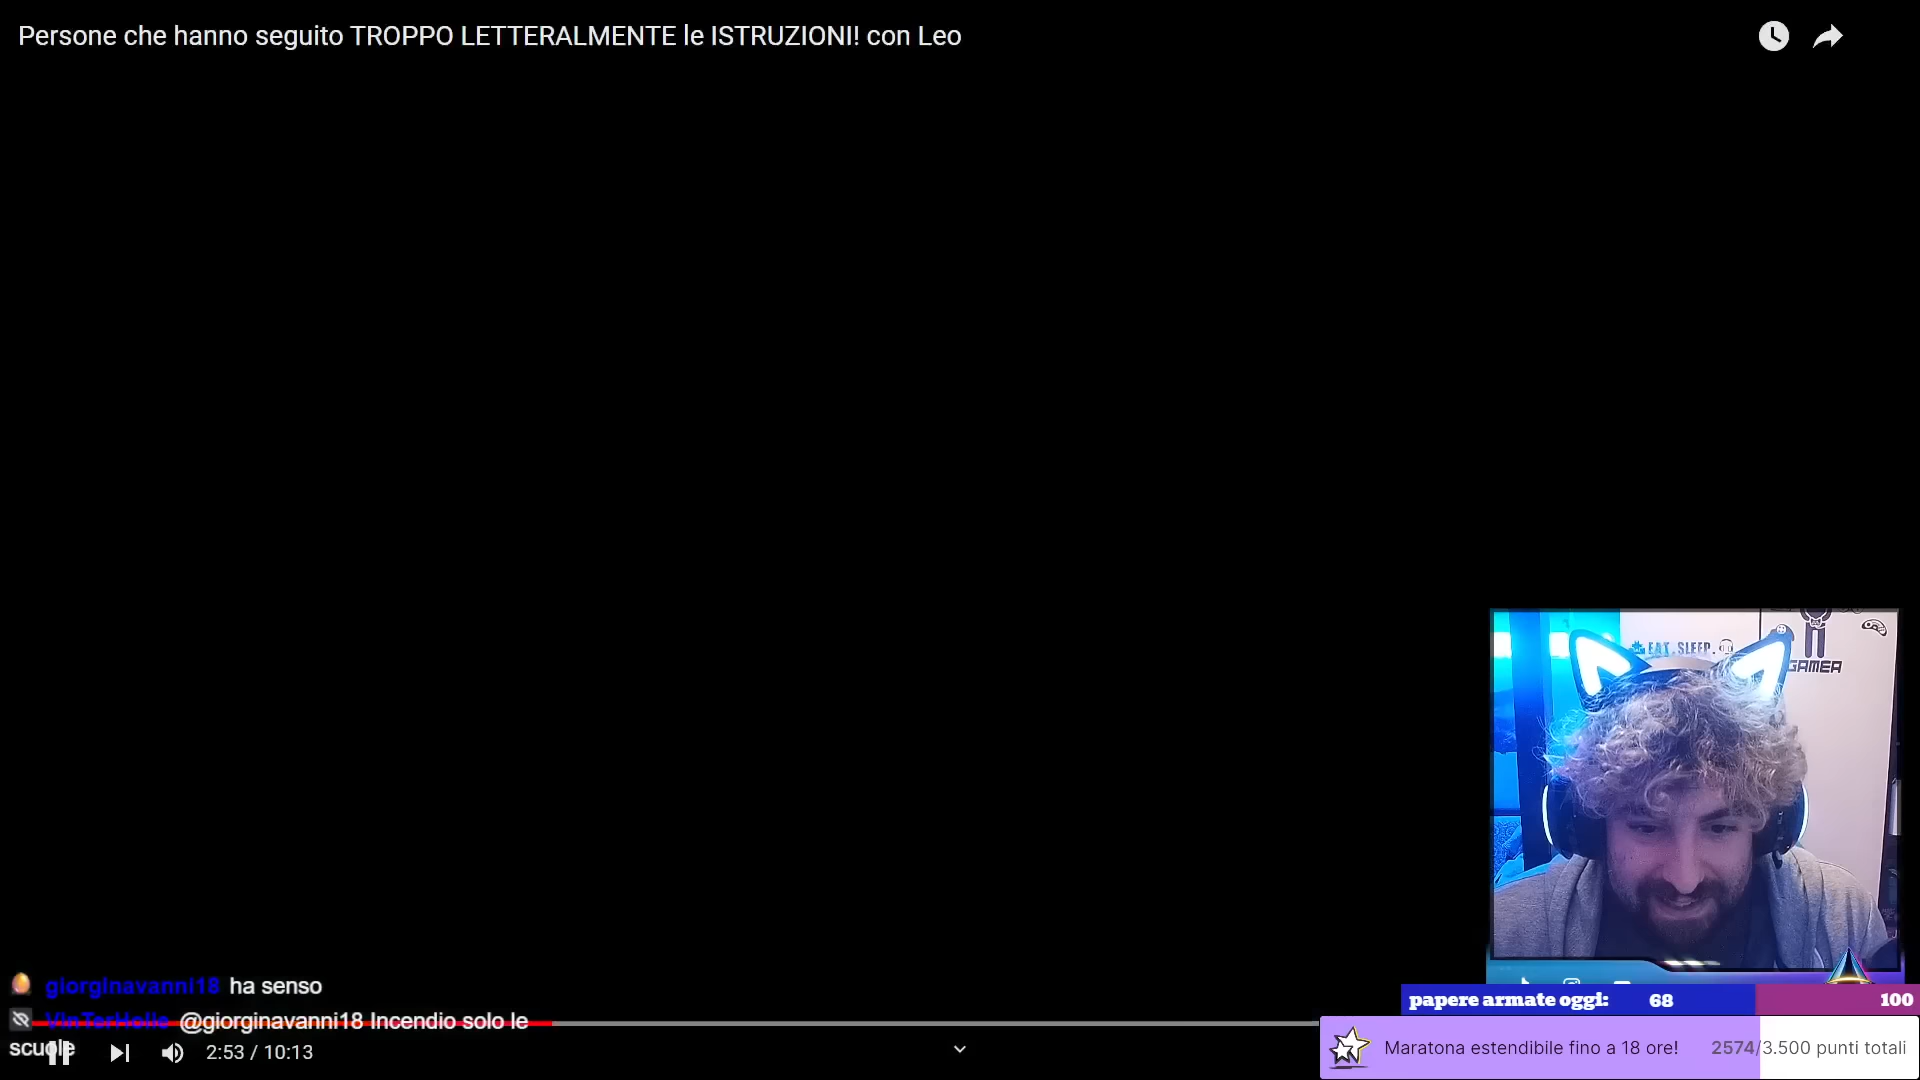 Persone che hanno seguito TROPPO LETTERALMENTE le ISTRUZIONI! con Leo
EAT.SLEEP.
GAMER
giorginavanni18 ha senso
@giorginavanni18 Incendio solo le
scuole
2:53 / 10:13
papere armate oggi: 68 100
Maratona estendibile fino a 18 ore! 2574/3.500 punti totali